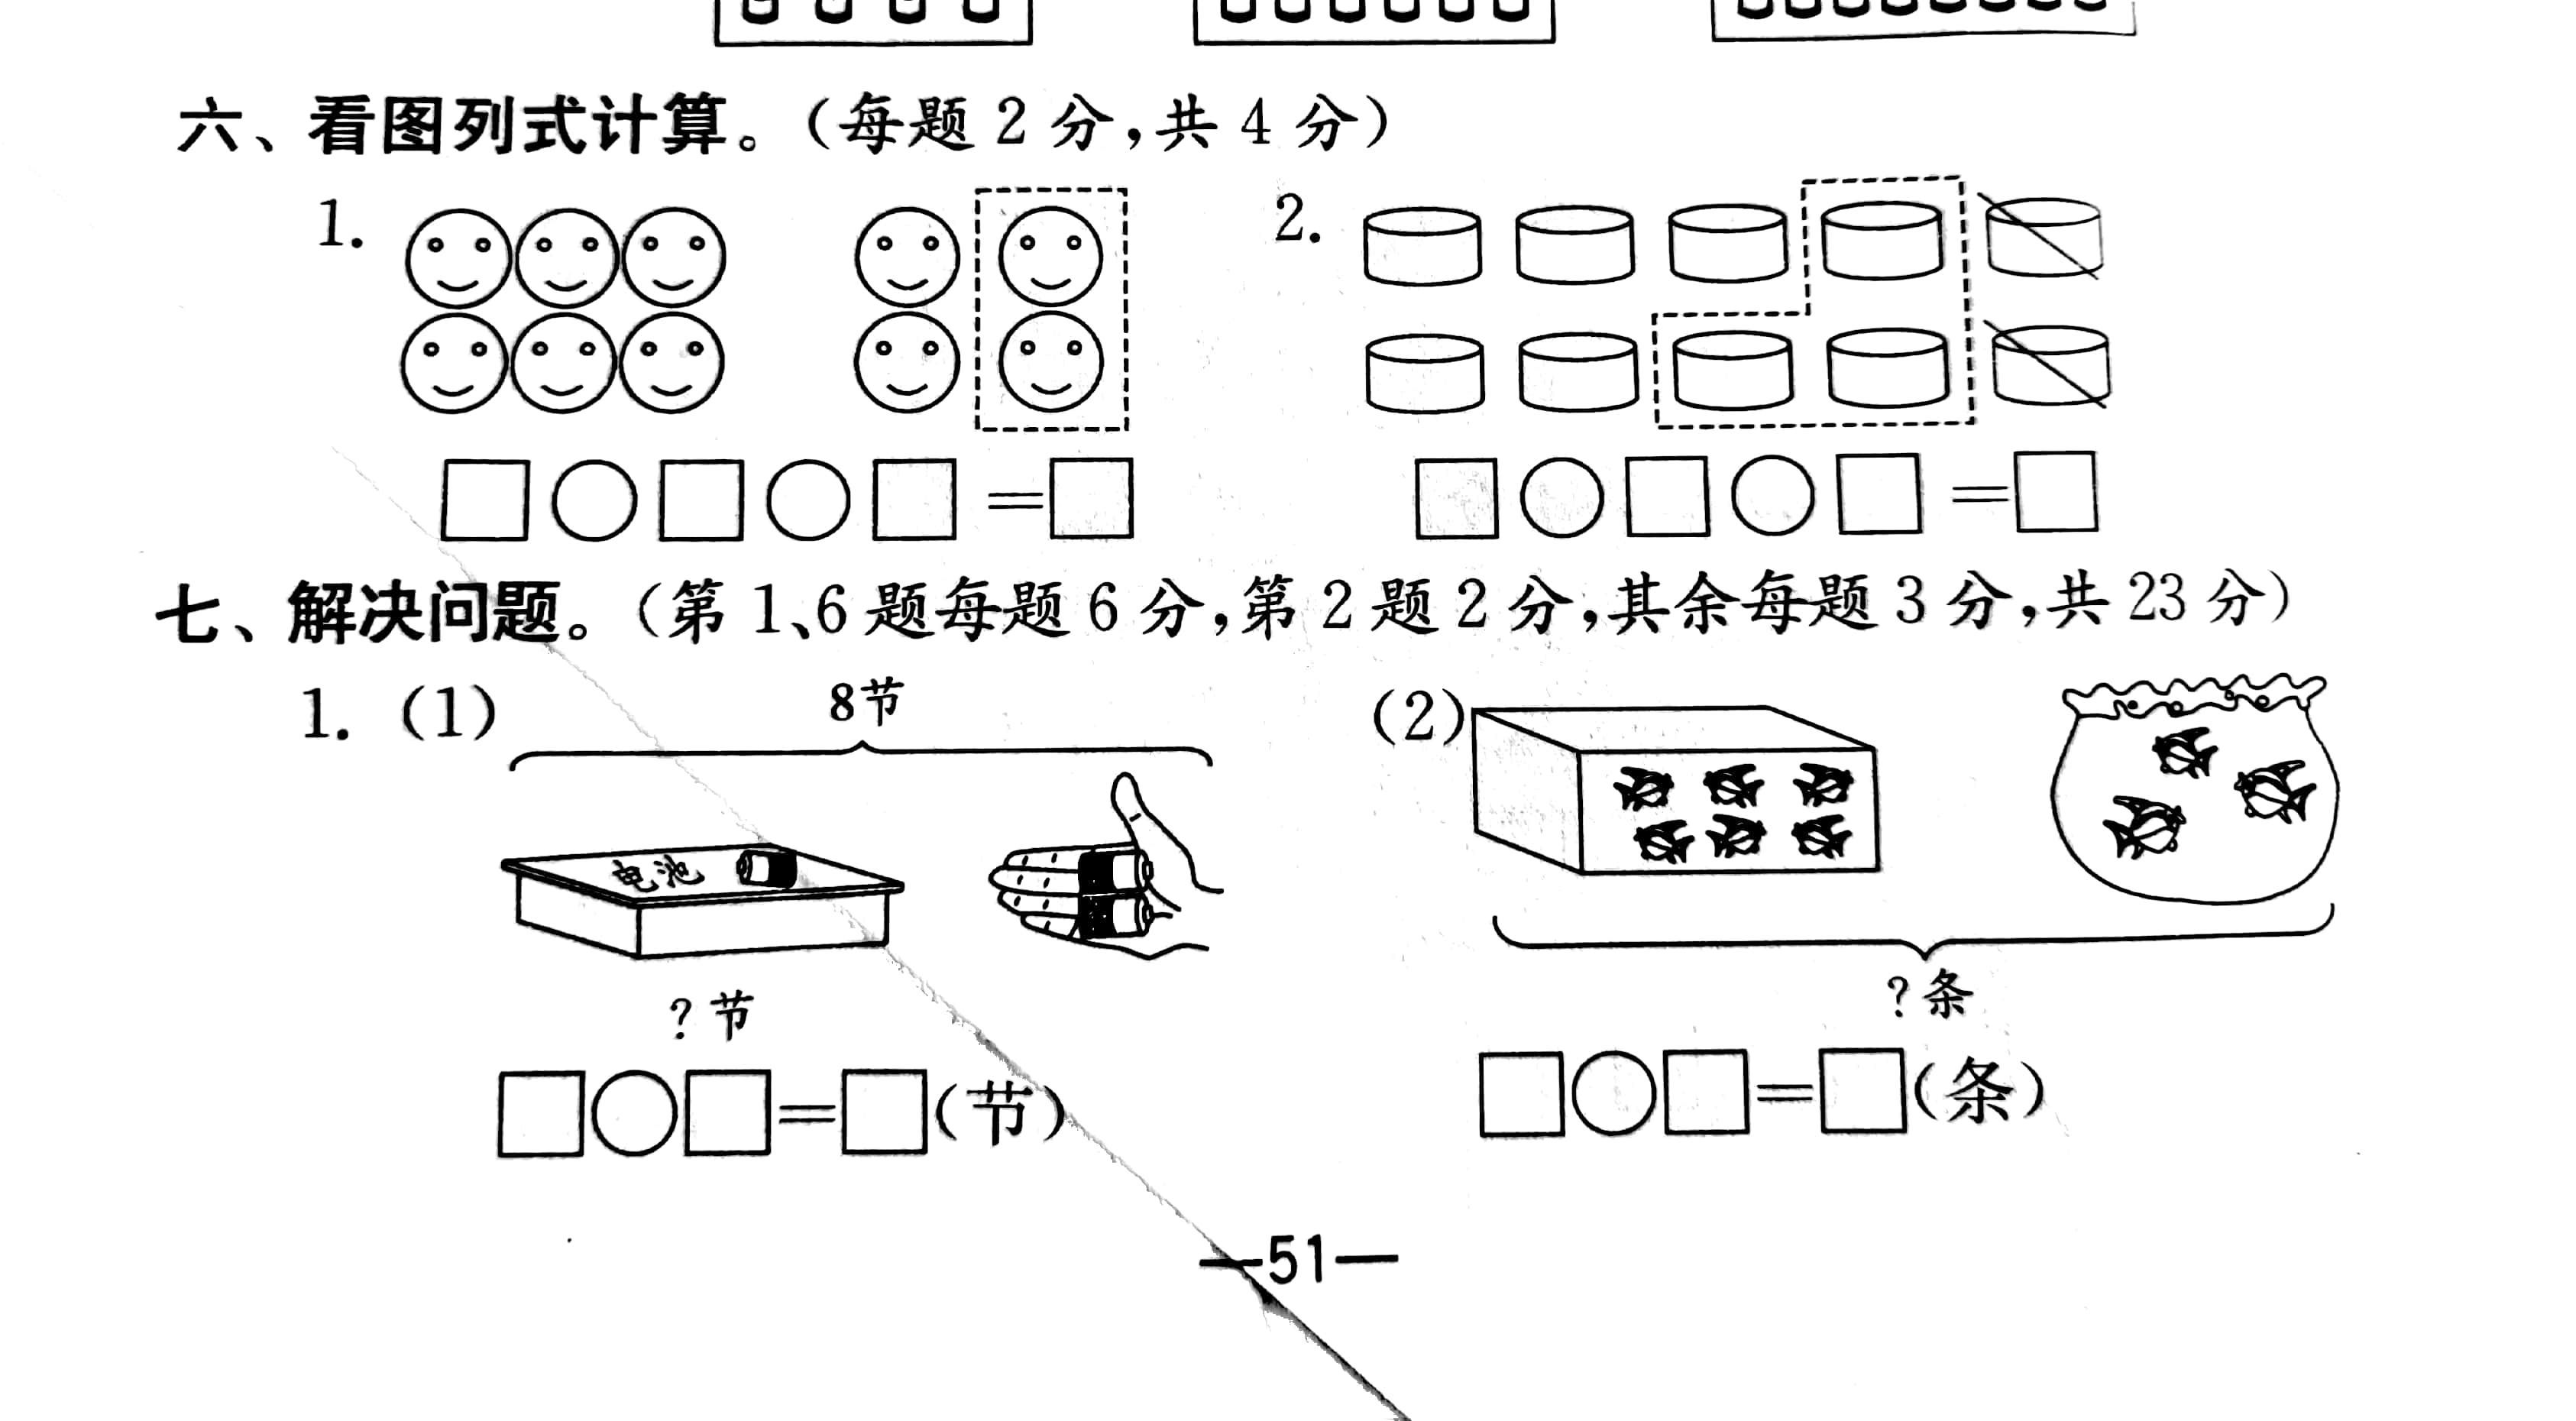 六、看图列式计算。(每题 2 分,共 4 分)
1. 2.
□○□○□=□ □○□○□=□
七、解决问题。(第 1、6 题每题 6 分,第 2 题 2 分,其余每题 3 分,共 23 分)
1. (1) 8节 (2)
电池
?节 ?条
□○□=□(节) □○□=□(条)
—51—